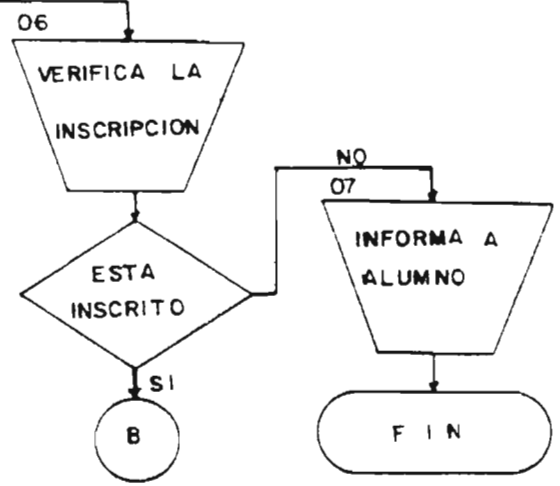 06
VERIFICA LA
INSCRIPCION
ESTA
INSCRITO
SI
B
NO
07
INFORMA A
ALUMNO
FIN